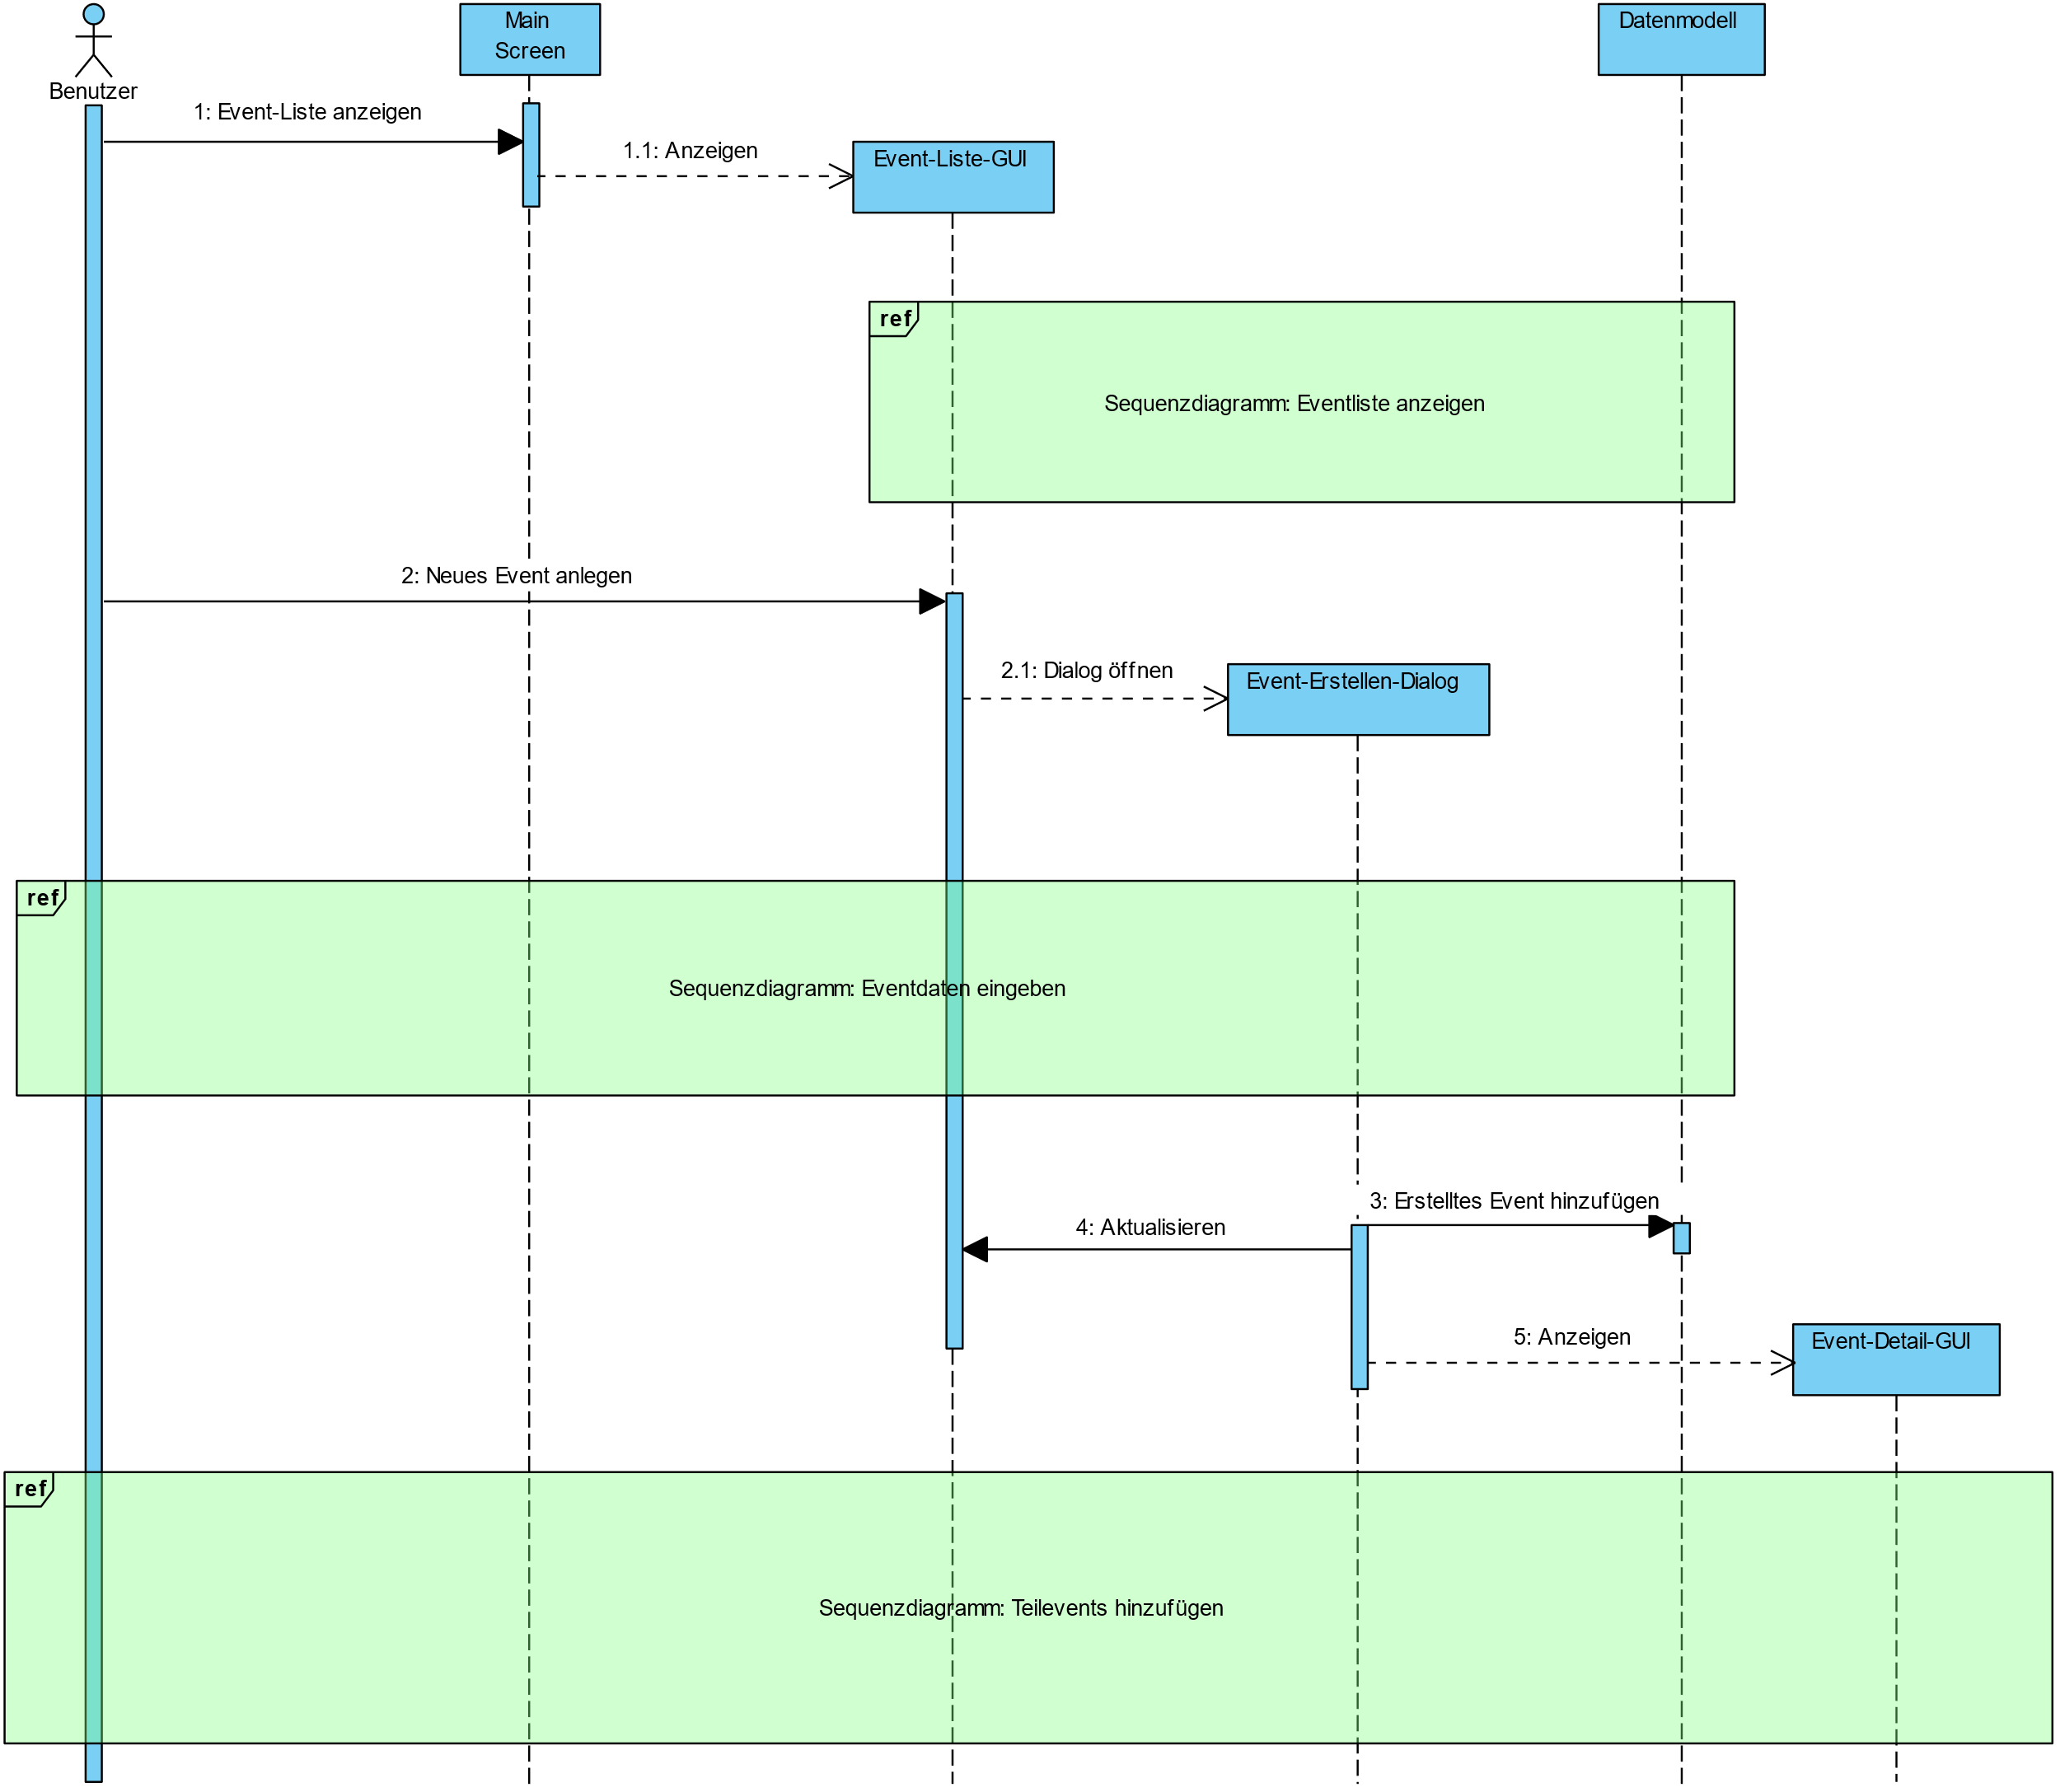 Benutzer
Main
Screen
Datenmodell
1: Event-Liste anzeigen
1.1: Anzeigen
Event-Liste-GUI
ref
Sequenzdiagramm: Eventliste anzeigen
2: Neues Event anlegen
2.1: Dialog öffnen
Event-Erstellen-Dialog
ref
Sequenzdiagramm: Eventdaten eingeben
3: Erstelltes Event hinzufügen
4: Aktualisieren
5: Anzeigen
Event-Detail-GUI
ref
Sequenzdiagramm: Teilevents hinzufügen